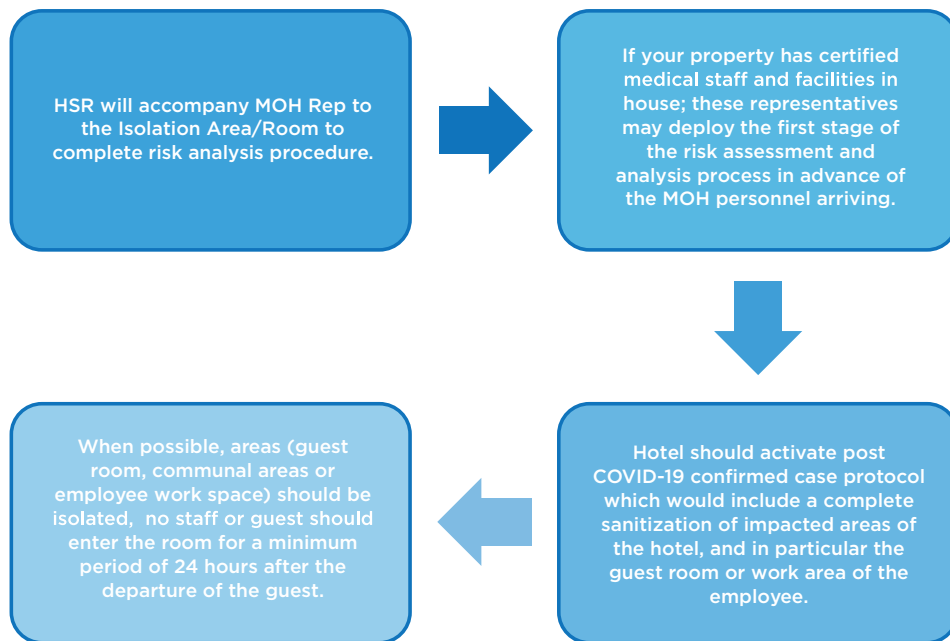 HSR will accompany MOH Rep to
the Isolation Area/Room to
complete risk analysis procedure.
If your property has certified
medical staff and facilities in
house; these representatives
may deploy the first stage of
the risk assessment and
analysis process in advance of
the MOH personnel arriving.
Hotel should activate post
COVID-19 confirmed case protocol
which would include a complete
sanitization of impacted areas of
the hotel, and in particular the
guest room or work area of the
employee.
When possible, areas (guest
room, communal areas or
employee work space) should be
isolated, no staff or guest should
enter the room for a minimum
period of 24 hours after the
departure of the guest.